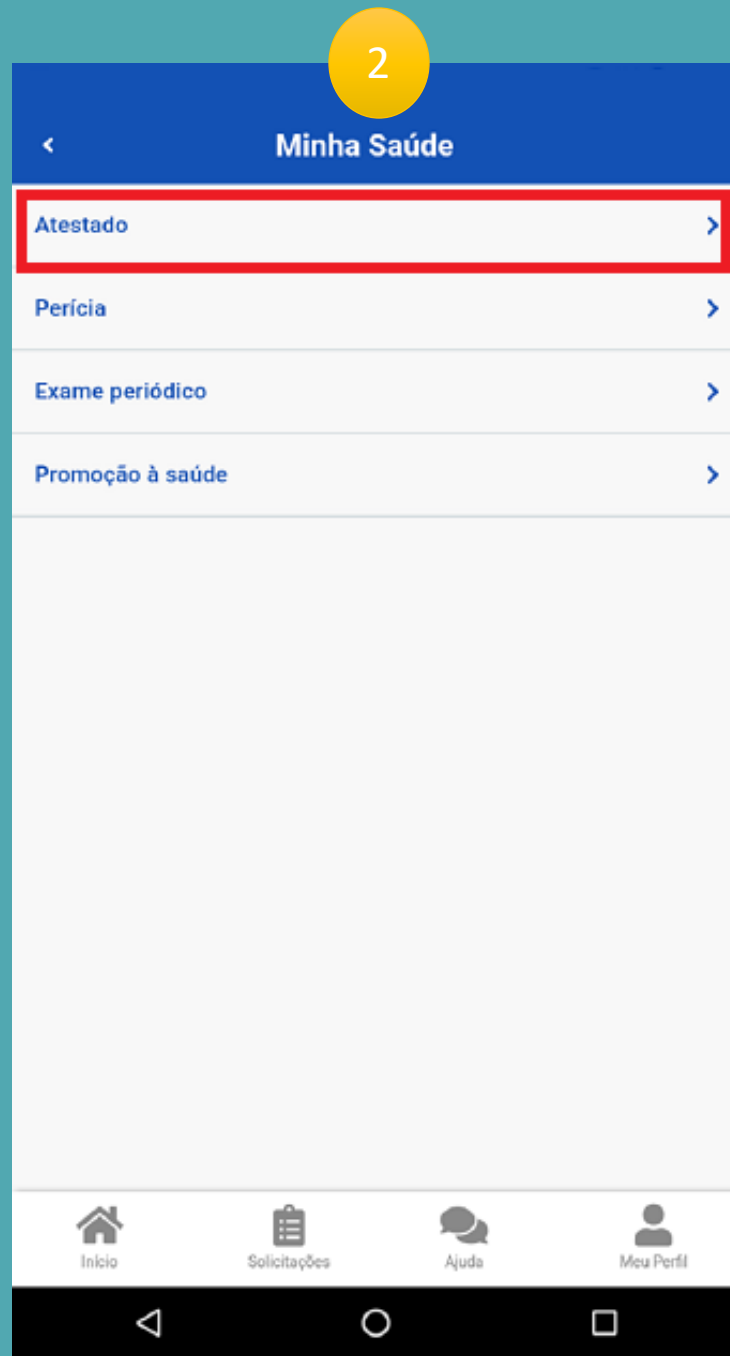 2
Minha Saúde
Atestado
Perícia
Exame periódico
Promoção à saúde
Início
Solicitações
Ajuda
Meu Perfil